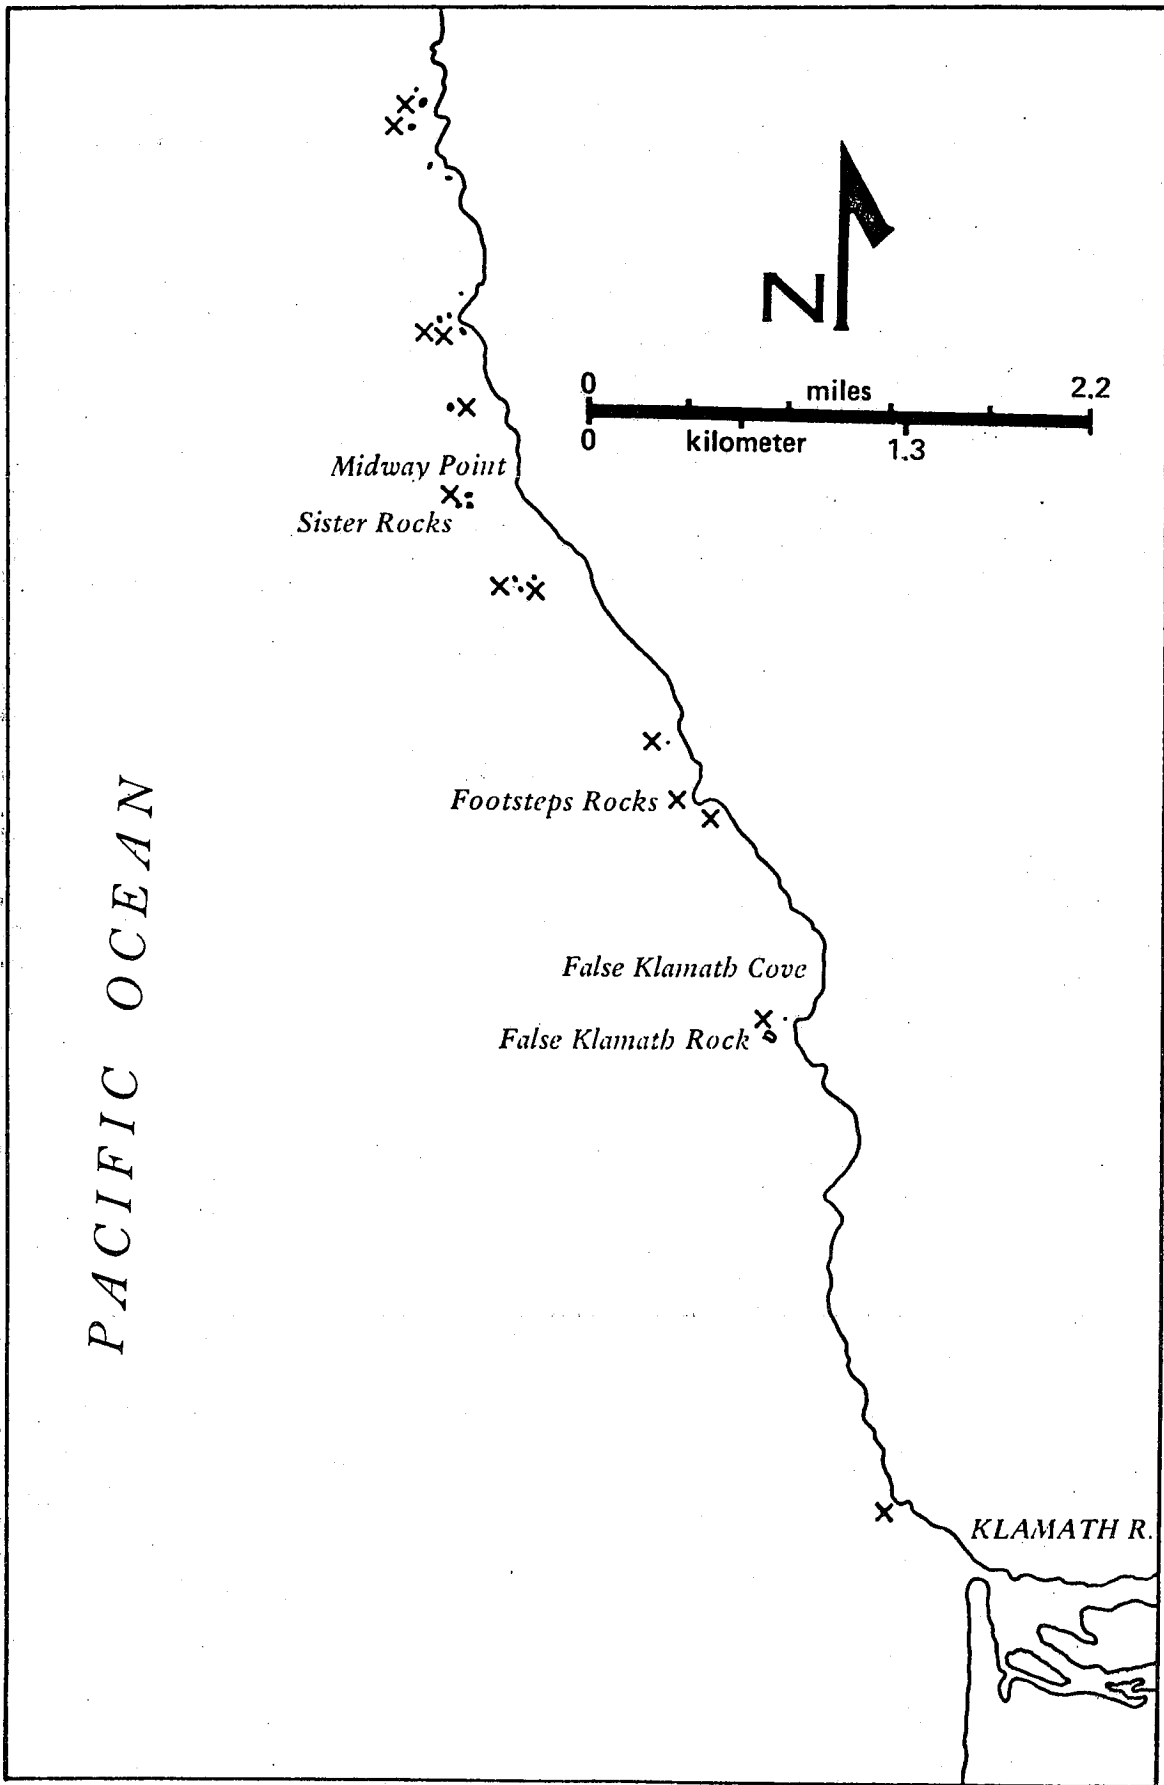 N
0 miles 2.2
0 kilometer 1.3
Midway Point
Sister Rocks
Footsteps Rocks
PACIFIC OCEAN
False Klamath Cove
False Klamath Rock
KLAMATH R.